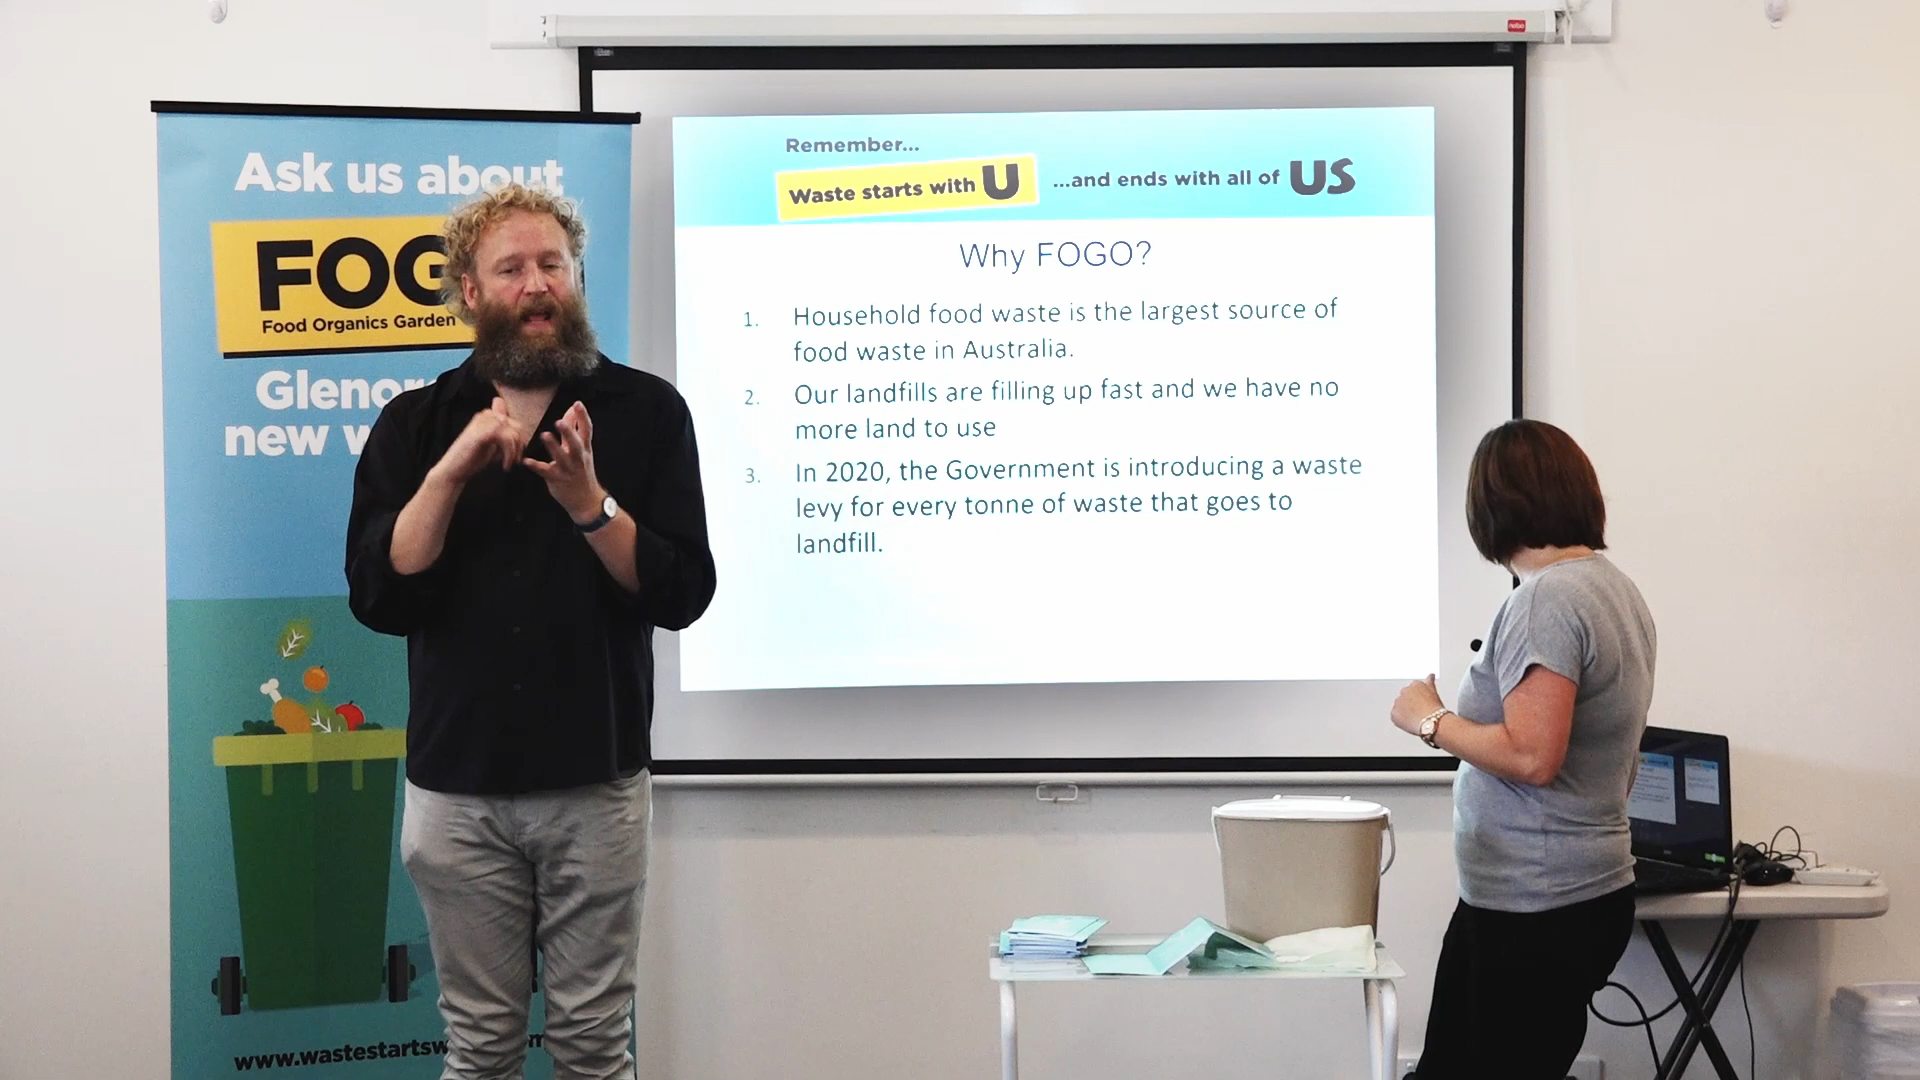 Ask us about
FOG
Food Organics Garden
Glenor
new w
www.wastestartsw
nobo
Remember...
Waste starts with U ...and ends with all of US
Why FOGO?
1. Household food waste is the largest source of
food waste in Australia.
2. Our landfills are filling up fast and we have no
more land to use
3. In 2020, the Government is introducing a waste
levy for every tonne of waste that goes to
landfill.